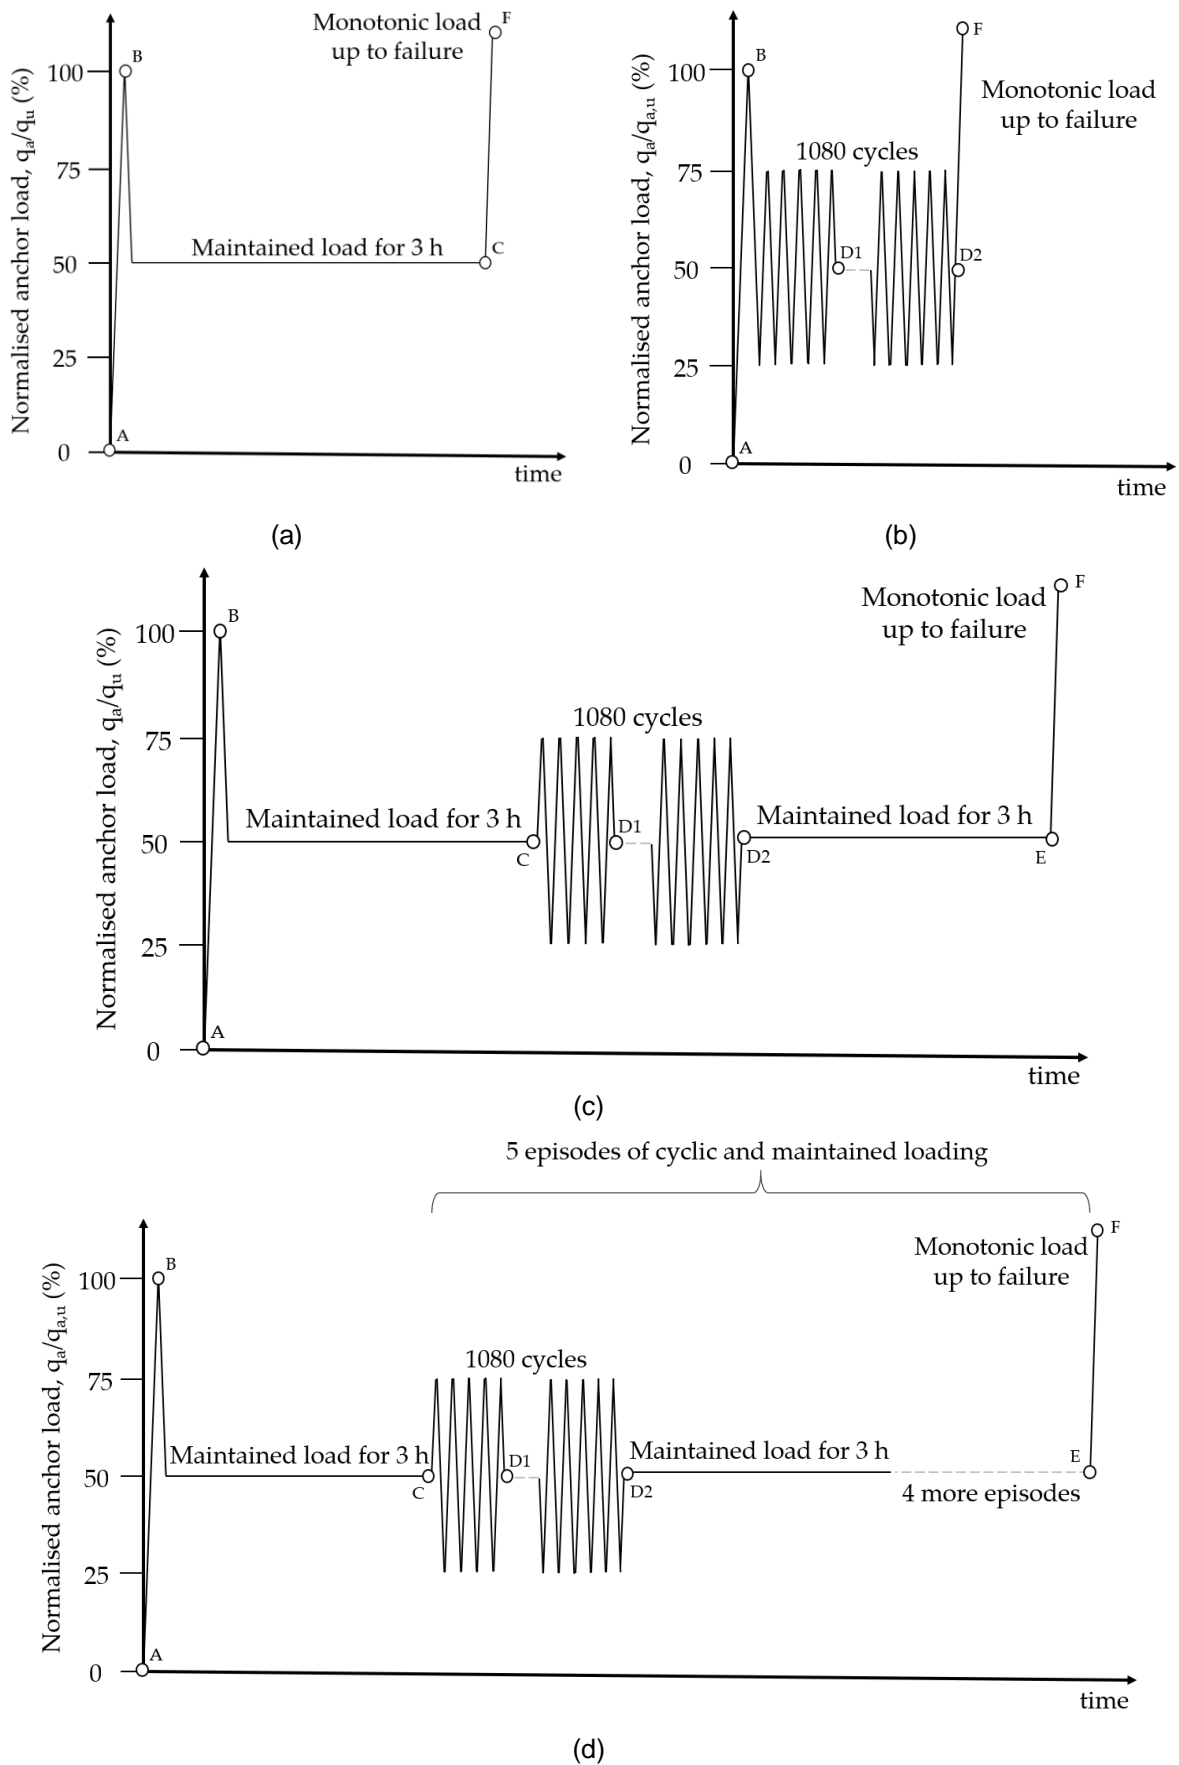 Normalised anchor load, qa/qu (%)
100
75
50
25
0
A
B
Maintained load for 3 h
C
Monotonic load
up to failure
F
time
(a)
Normalised anchor load, qa/qa,u (%)
100
75
50
25
0
A
B
1080 cycles
D1
D2
F
Monotonic load
up to failure
time
(b)
Normalised anchor load, qa/qu (%)
100
75
50
25
0
A
B
Maintained load for 3 h
C
1080 cycles
D1
D2
Maintained load for 3 h
E
Monotonic load
up to failure
F
time
(c)
5 episodes of cyclic and maintained loading
Normalised anchor load, qa/qa,u (%)
100
75
50
25
0
A
B
Maintained load for 3 h
C
1080 cycles
D1
D2
Maintained load for 3 h
4 more episodes
E
Monotonic load
up to failure
F
time
(d)